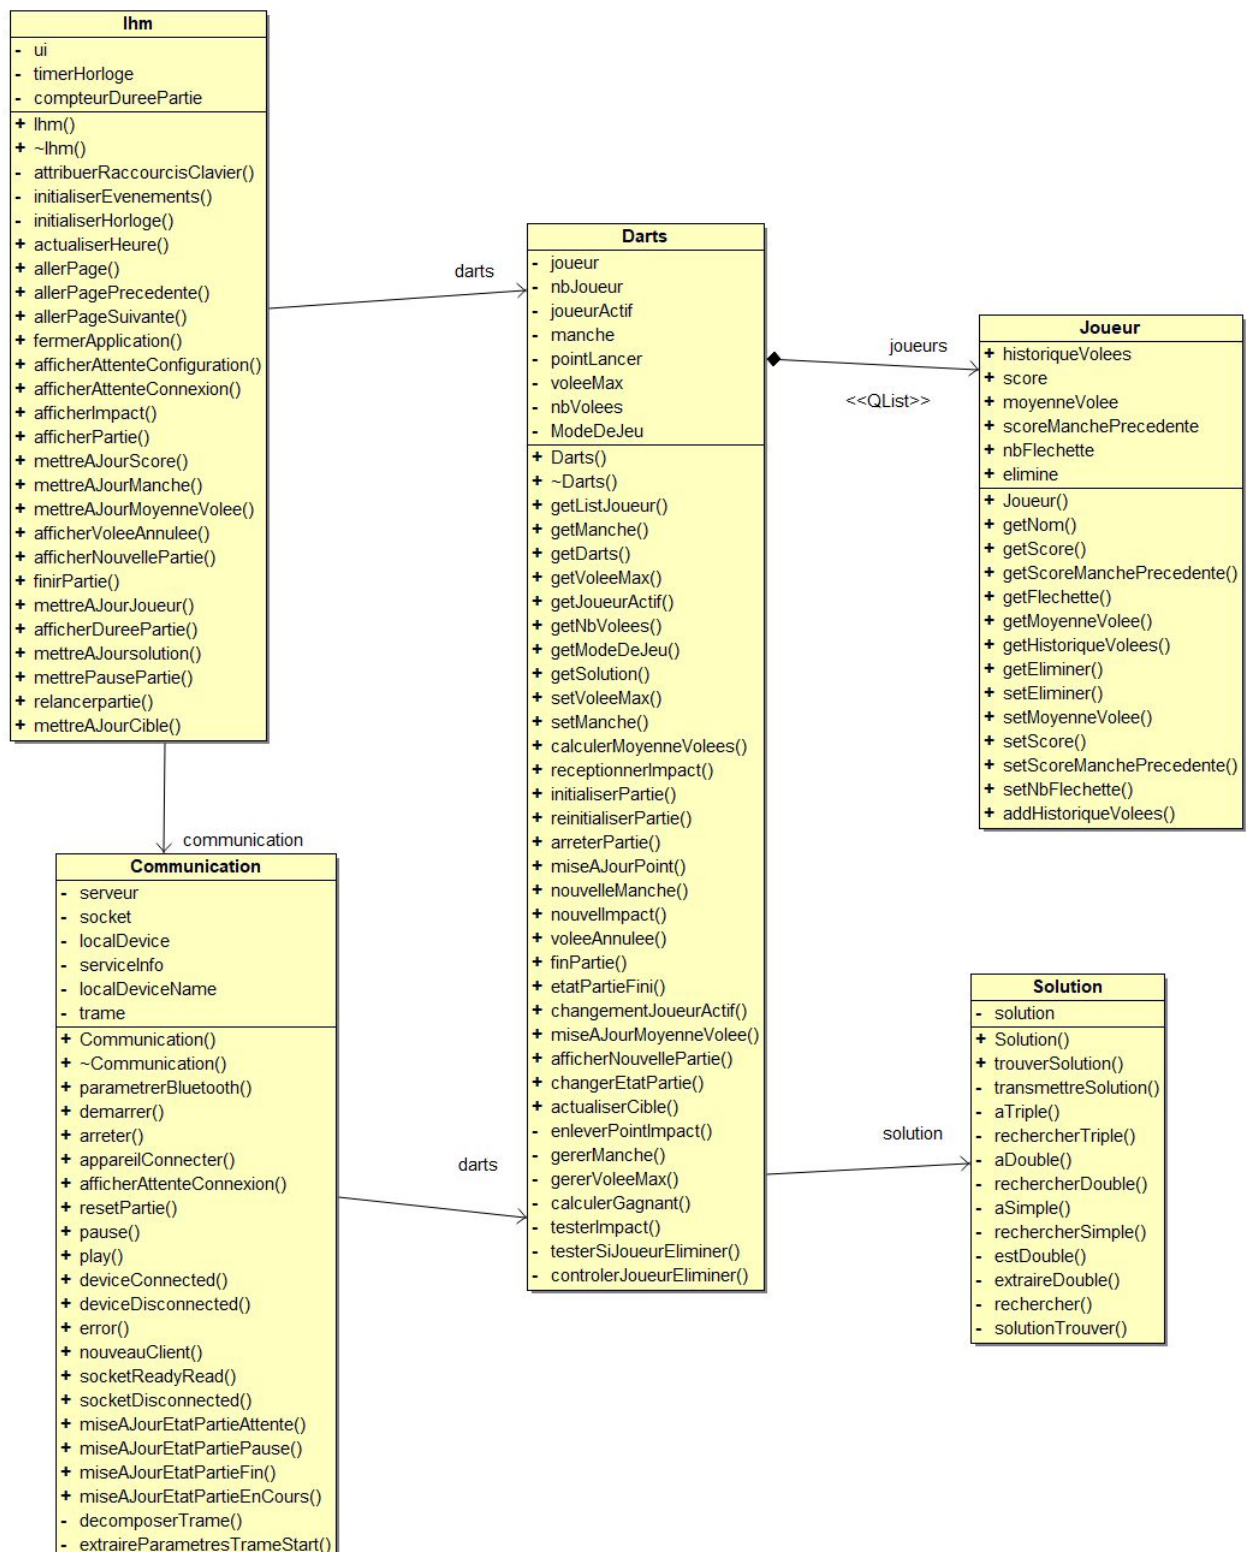 Ihm
- ui
- timerHorloge
- compteurDureePartie
+ Ihm()
+ ~Ihm()
- attribuerRaccourcisClavier()
- initialiserEvenements()
- initialiserHorloge()
+ actualiserHeure()
+ allerPage()
+ allerPagePrecedente()
+ allerPageSuivante()
+ fermerApplication()
+ afficherAttenteConfiguration()
+ afficherAttenteConnexion()
+ afficherImpact()
+ afficherPartie()
+ mettreAJourScore()
+ mettreAJourManche()
+ mettreAJourMoyenneVolee()
+ afficherVoleeAnnulee()
+ afficherNouvellePartie()
+ finirPartie()
+ mettreAJourJoueur()
+ afficherDureePartie()
+ mettreAJoursolution()
+ mettrePausePartie()
+ relancerpartie()
+ mettreAJourCible()
darts
communication
Communication
- serveur
- socket
- localDevice
- serviceInfo
- localDeviceName
- trame
+ Communication()
+ ~Communication()
+ parametrerBluetooth()
+ demarrer()
+ arreter()
+ appareilConnecter()
+ afficherAttenteConnexion()
+ resetPartie()
+ pause()
+ play()
+ deviceConnected()
+ deviceDisconnected()
+ error()
+ nouveauClient()
+ socketReadyRead()
+ socketDisconnected()
+ miseAJourEtatPartieAttente()
+ miseAJourEtatPartiePause()
+ miseAJourEtatPartieFin()
+ miseAJourEtatPartieEnCours()
- decomposerTrame()
- extraireParametresTrameStart()
darts
Darts
- joueur
- nbJoueur
- joueurActif
- manche
- pointLancer
- voleeMax
- nbVolees
- ModeDeJeu
+ Darts()
+ ~Darts()
+ getListJoueur()
+ getManche()
+ getDarts()
+ getVoleeMax()
+ getJoueurActif()
+ getNbVolees()
+ getModeDeJeu()
+ getSolution()
+ setVoleeMax()
+ setManche()
+ calculerMoyenneVolees()
+ receptionnerImpact()
+ initialiserPartie()
+ reinitialiserPartie()
+ arreterPartie()
+ miseAJourPoint()
+ nouvelleManche()
+ nouvelImpact()
+ voleeAnnulee()
+ finPartie()
+ etatPartieFini()
+ changementJoueurActif()
+ miseAJourMoyenneVolee()
+ afficherNouvellePartie()
+ changerEtatPartie()
+ actualiserCible()
- enleverPointImpact()
- gererManche()
- gererVoleeMax()
- calculerGagnant()
- testerImpact()
- testerSiJoueurEliminer()
- controlerJoueurEliminer()
joueurs
<<QList>>
Joueur
+ historiqueVolees
+ score
+ moyenneVolee
+ scoreManchePrecedente
+ nbFlechette
+ elimine
+ Joueur()
+ getNom()
+ getScore()
+ getScoreManchePrecedente()
+ getFlechette()
+ getMoyenneVolee()
+ getHistoriqueVolees()
+ getEliminer()
+ setEliminer()
+ setMoyenneVolee()
+ setScore()
+ setScoreManchePrecedente()
+ setNbFlechette()
+ addHistoriqueVolees()
solution
Solution
- solution
+ Solution()
+ trouverSolution()
- transmettreSolution()
- aTriple()
- rechercherTriple()
- aDouble()
- rechercherDouble()
- aSimple()
- rechercherSimple()
- estDouble()
- extraireDouble()
- rechercher()
- solutionTrouver()